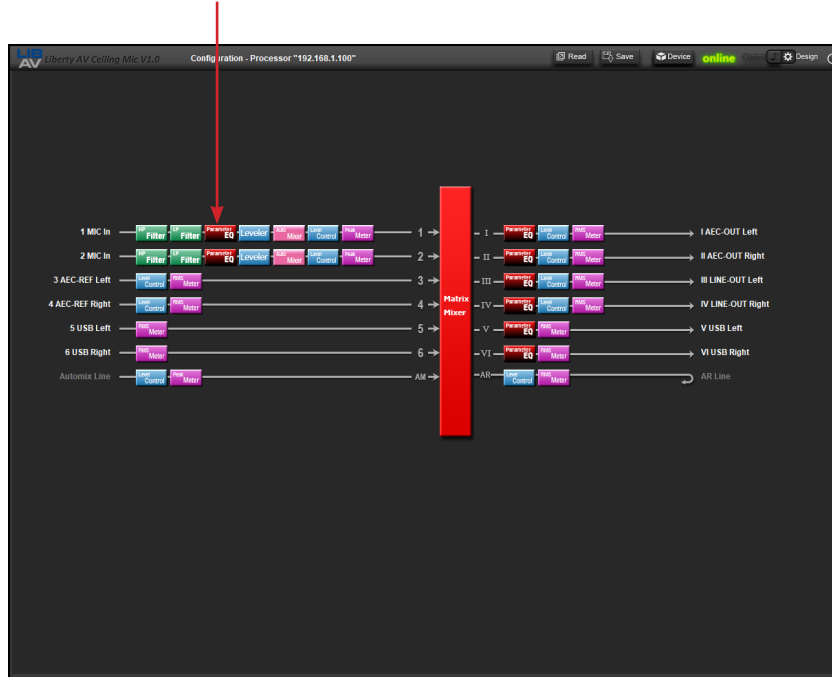 LIB AV Liberty AV Ceiling Mic V1.0 Configuration - Processor "192.168.1.100" Read Save Device online Design
1 MIC In HP Filter LP Filter Parameter EQ Leveler Auto Mixer Level Control Peak Meter 1 I Parameter EQ Level Control RMS Meter I AEC-OUT Left
2 MIC In HP Filter LP Filter Parameter EQ Leveler Auto Mixer Level Control Peak Meter 2 II Parameter EQ Level Control RMS Meter II AEC-OUT Right
3 AEC-REF Left Level Control RMS Meter 3 III Parameter EQ Level Control RMS Meter III LINE-OUT Left
4 AEC-REF Right Level Control RMS Meter 4 IV Parameter EQ Level Control RMS Meter IV LINE-OUT Right
Matrix
Mixer
5 USB Left RMS Meter 5 V Parameter EQ RMS Meter V USB Left
6 USB Right RMS Meter 6 VI Parameter EQ RMS Meter VI USB Right
Automix Line Level Control Peak Meter AM AR Level Control RMS Meter AR Line